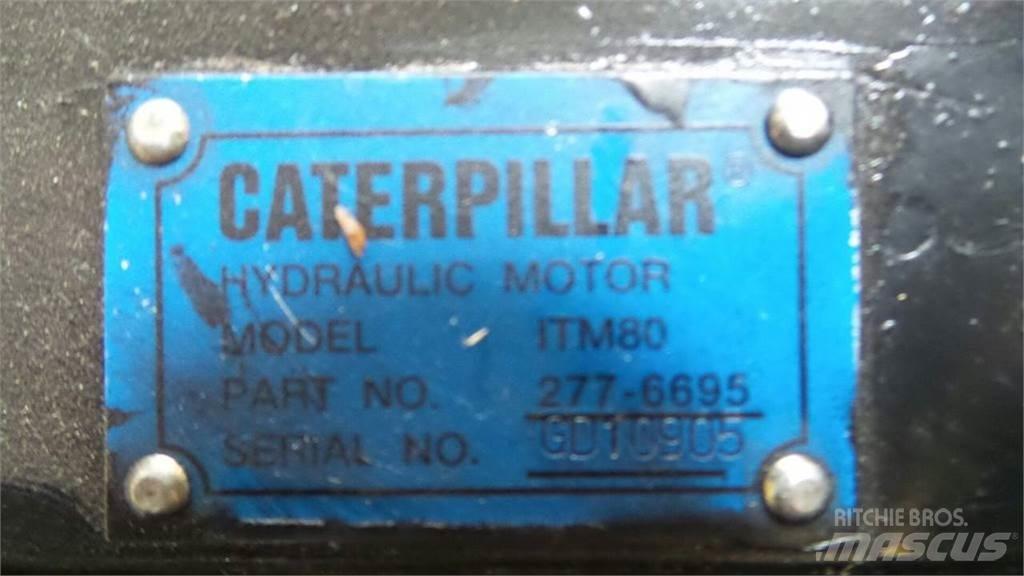 CATERPILLAR®
HYDRAULIC MOTOR
MODEL ITM80
PART NO. 277-6695
SERIAL NO. GD10905
RITCHIE BROS.
MASCUS